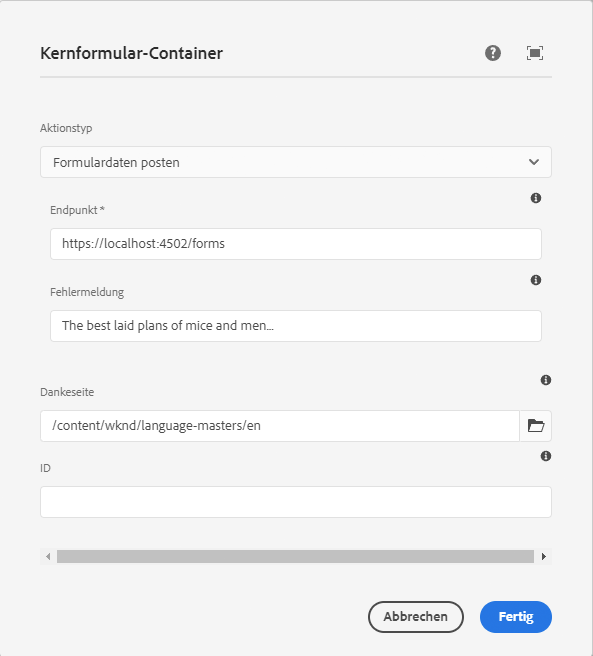 Kernformular-Container
Aktionstyp
Formulardaten posten
Endpunkt *
https://localhost:4502/forms
Fehlermeldung
The best laid plans of mice and men...
Dankeseite
/content/wknd/language-masters/en
ID
Abbrechen
Fertig